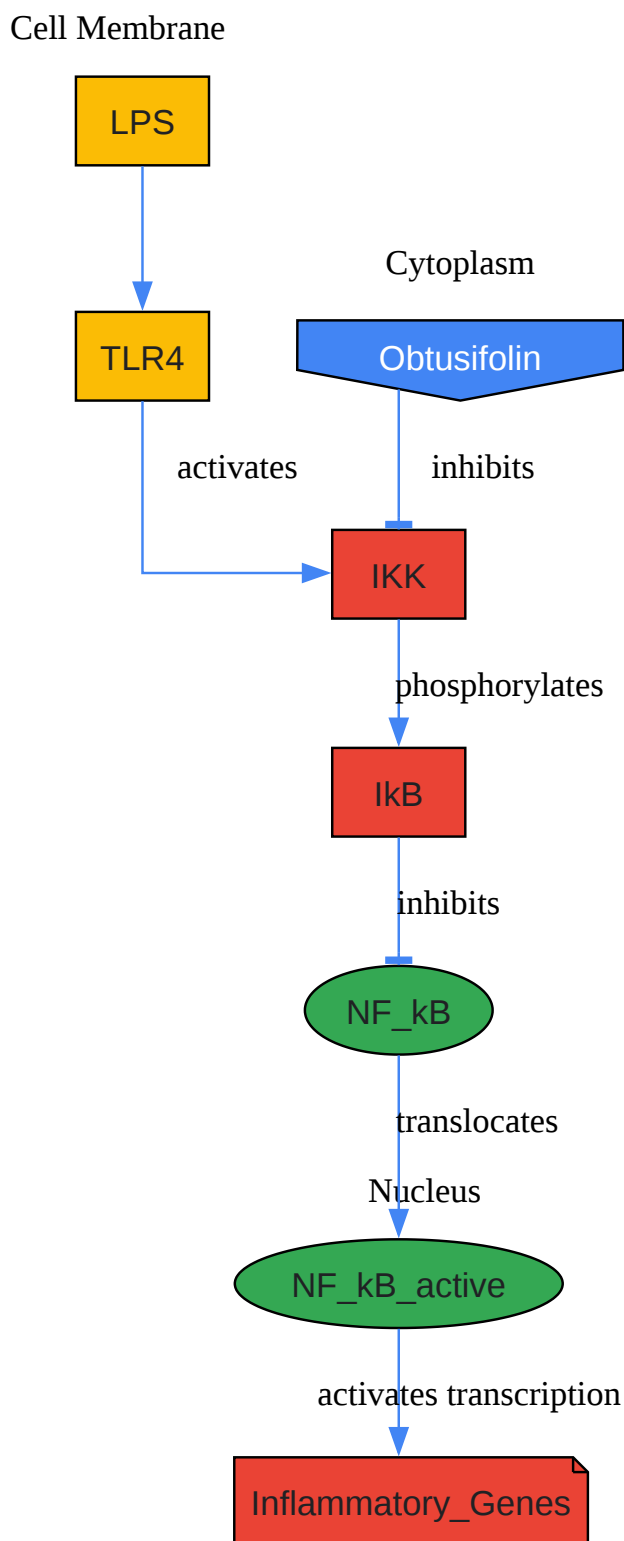 Cell Membrane
LPS
Cytoplasm
TLR4
Obtusifolin
activates
inhibits
IKK
phosphorylates
IkB
inhibits
NF_kB
translocates
Nucleus
NF_kB_active
activates transcription
Inflammatory_Genes